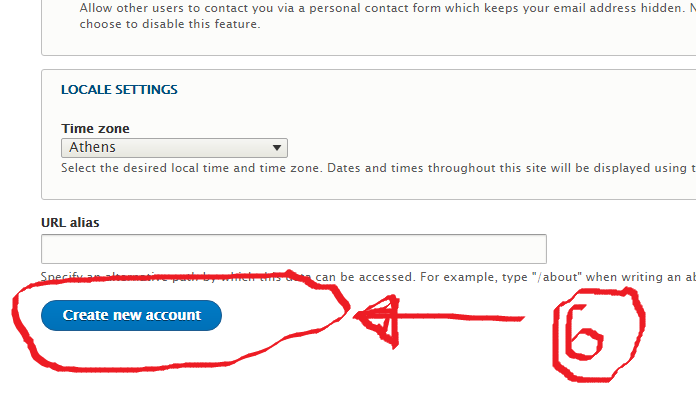 Allow other users to contact you via a personal contact form which keeps your email address hidden. N
choose to disable this feature.
LOCALE SETTINGS
Time zone
Athens
Select the desired local time and time zone. Dates and times throughout this site will be displayed using t
URL alias
Specify an alternative path by which this data can be accessed. For example, type "/about" when writing an ab
Create new account
6